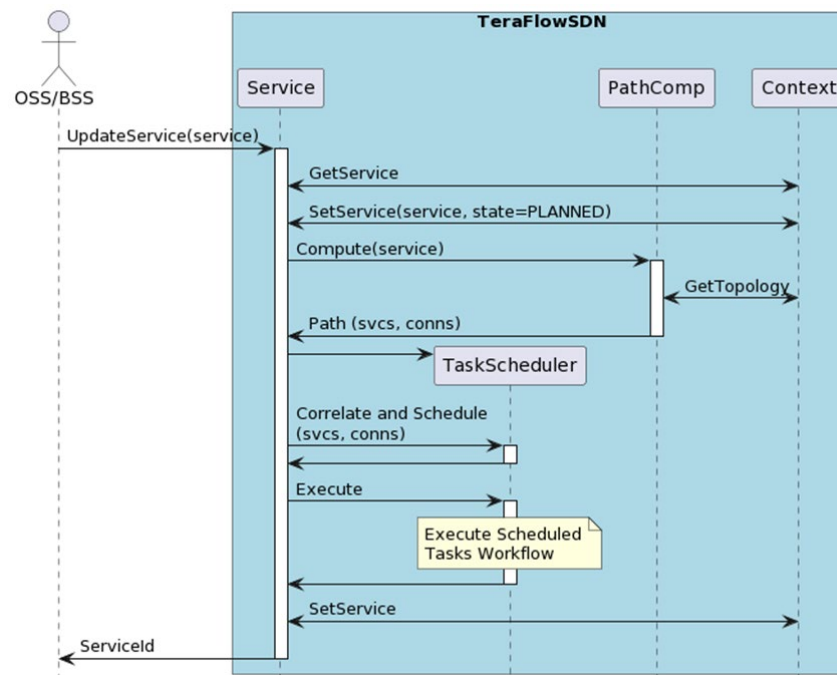 TeraFlowSDN
OSS/BSS
Service
PathComp
Context
UpdateService(service)
GetService
SetService(service, state=PLANNED)
Compute(service)
GetTopology
Path (svcs, conns)
TaskScheduler
Correlate and Schedule
(svcs, conns)
Execute
Execute Scheduled
Tasks Workflow
SetService
ServiceId